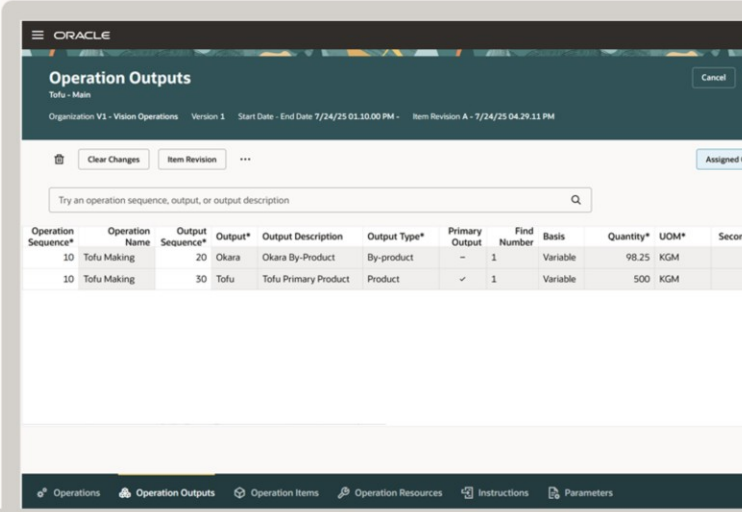 ORACLE
Operation Outputs
Cancel
Tofu - Main
Organization V1 - Vision Operations Version 1 Start Date - End Date 7/24/25 01.10.00 PM - Item Revision A - 7/24/25 04.29.11 PM
Clear Changes Item Revision ... Assigned
Try an operation sequence, output, or output description
Operation Sequence* Operation Name Output Sequence* Output* Output Description Output Type* Primary Output Find Number Basis Quantity* UOM* Secon
10 Tofu Making 20 Okara Okara By-Product By-product – 1 Variable 98.25 KGM
10 Tofu Making 30 Tofu Tofu Primary Product Product ✓ 1 Variable 500 KGM
Operations Operation Outputs Operation Items Operation Resources Instructions Parameters